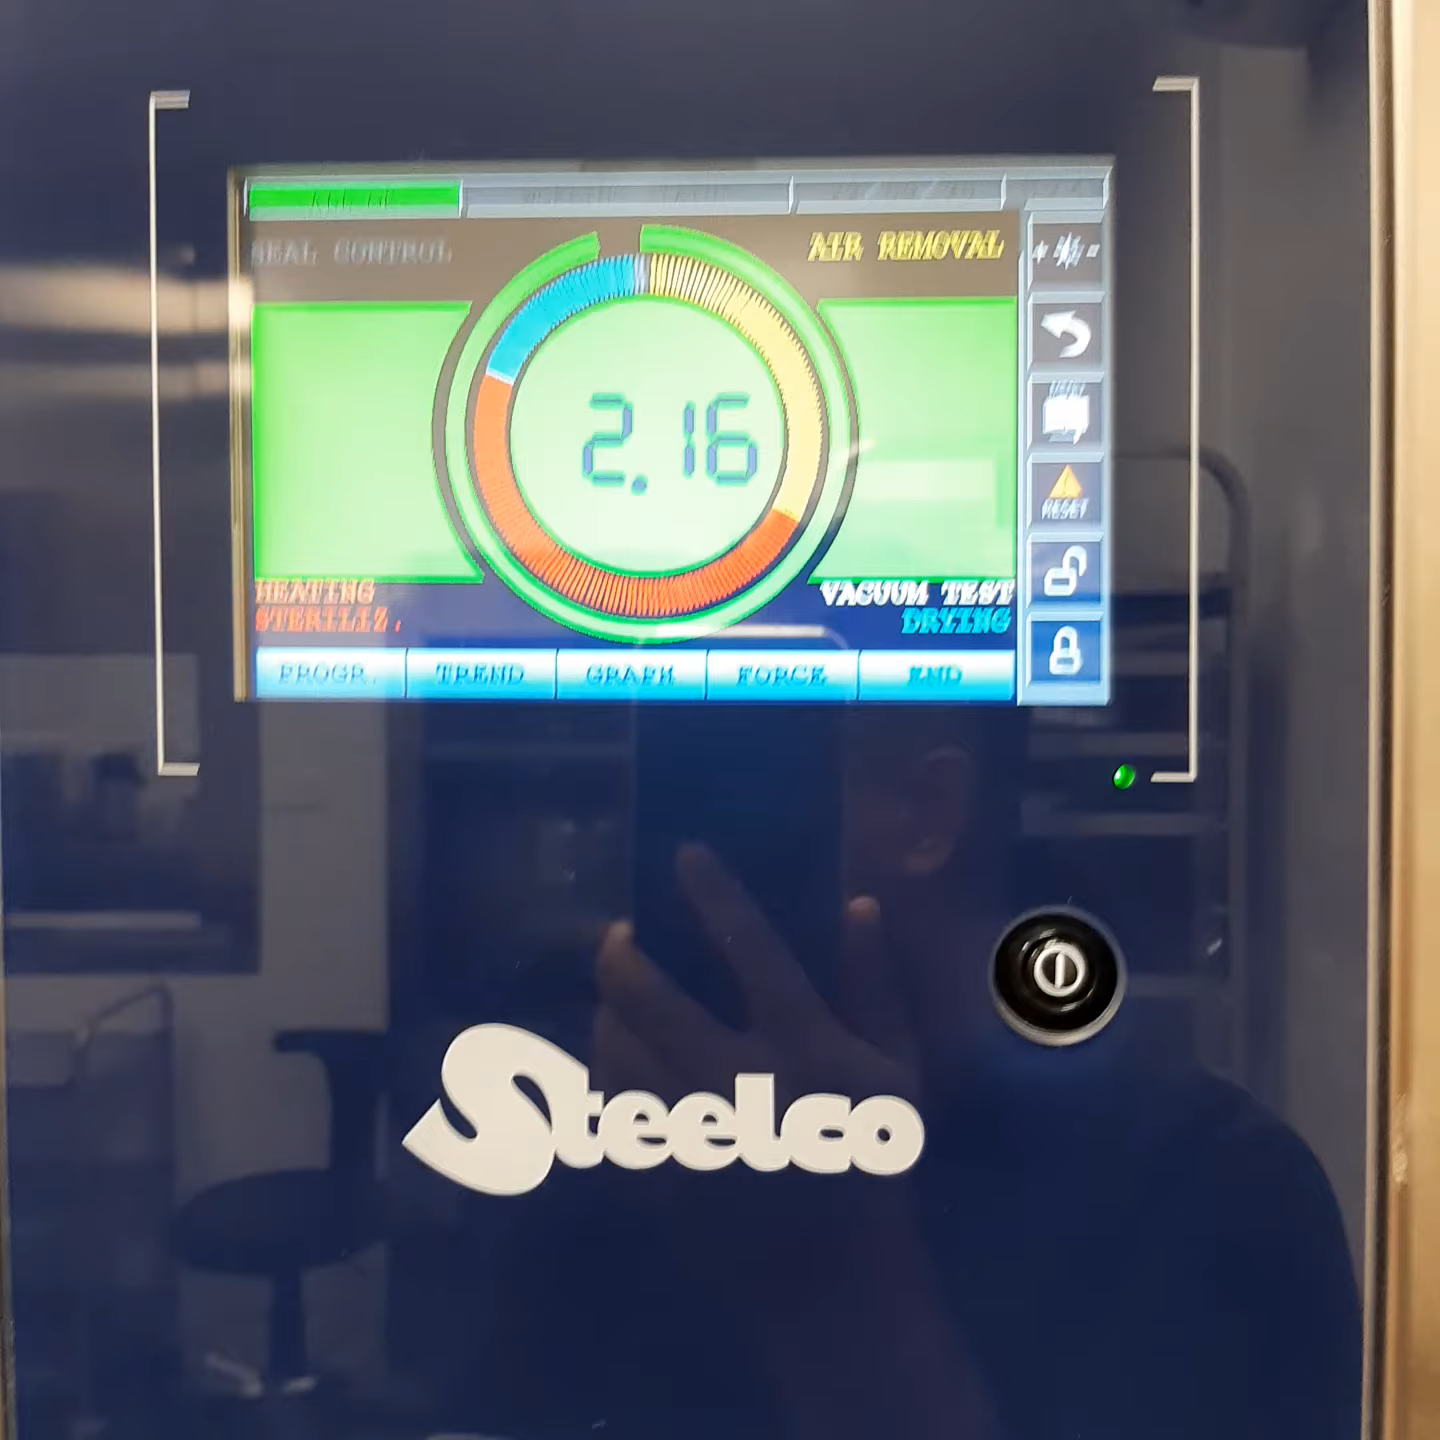 SEAL CONTROL
AIR REMOVAL
2.16
RESET
HEATING
STERILIZ.
VACUUM TEST
DRYING
PROGR.
TREND
GRAPH
FORCE
END
Steelco